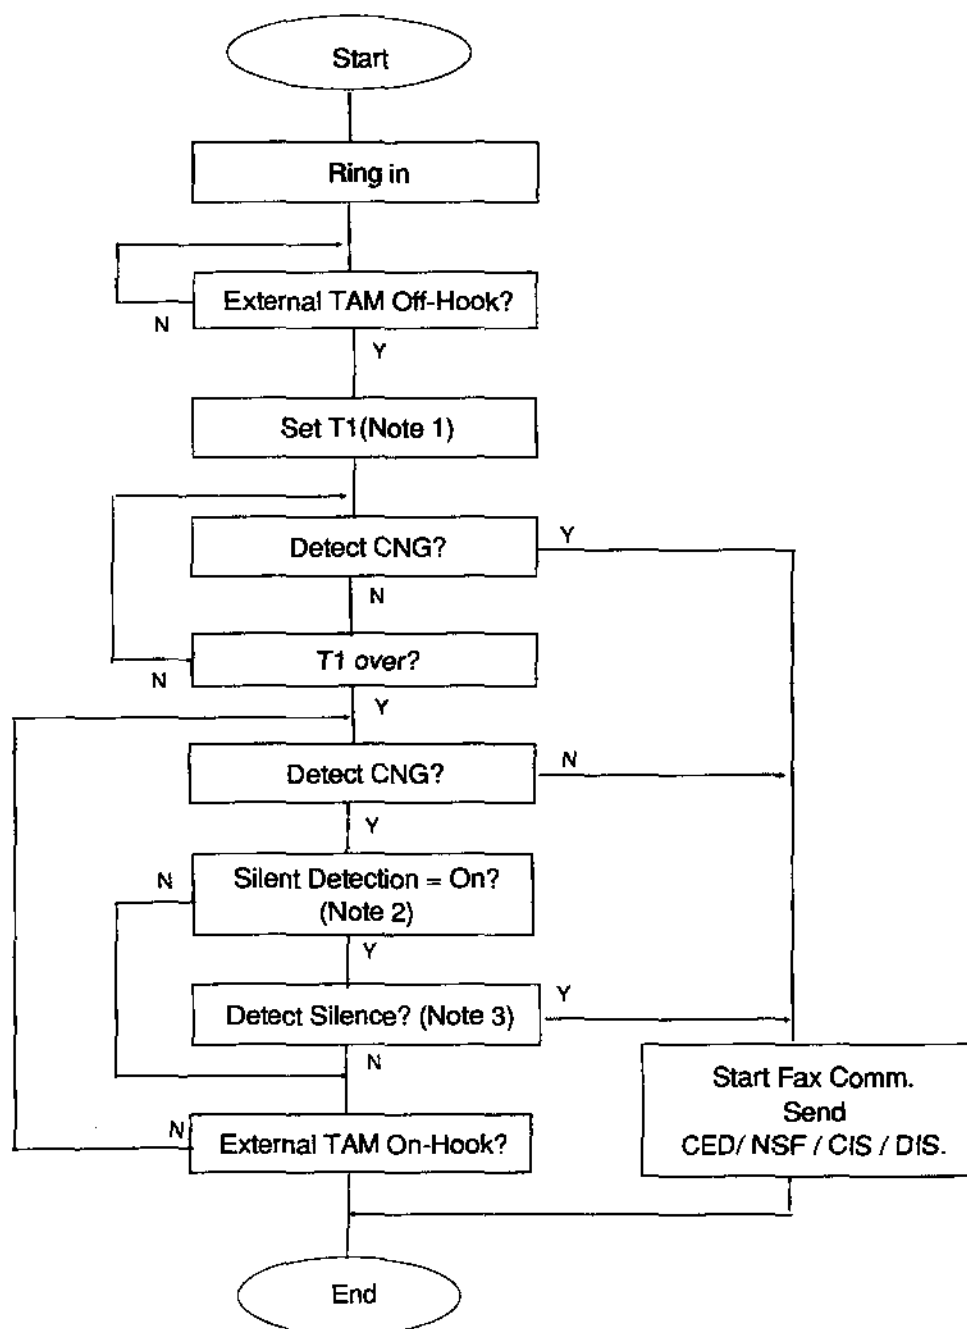 Start
Ring in
External TAM Off-Hook?
N
Y
Set T1(Note 1)
Detect CNG?
Y
N
T1 over?
N
Y
Detect CNG?
N
Y
Silent Detection = On?
(Note 2)
N
Y
Detect Silence? (Note 3)
Y
N
External TAM On-Hook?
N
Start Fax Comm.
Send
CED/ NSF / CIS / DIS.
End